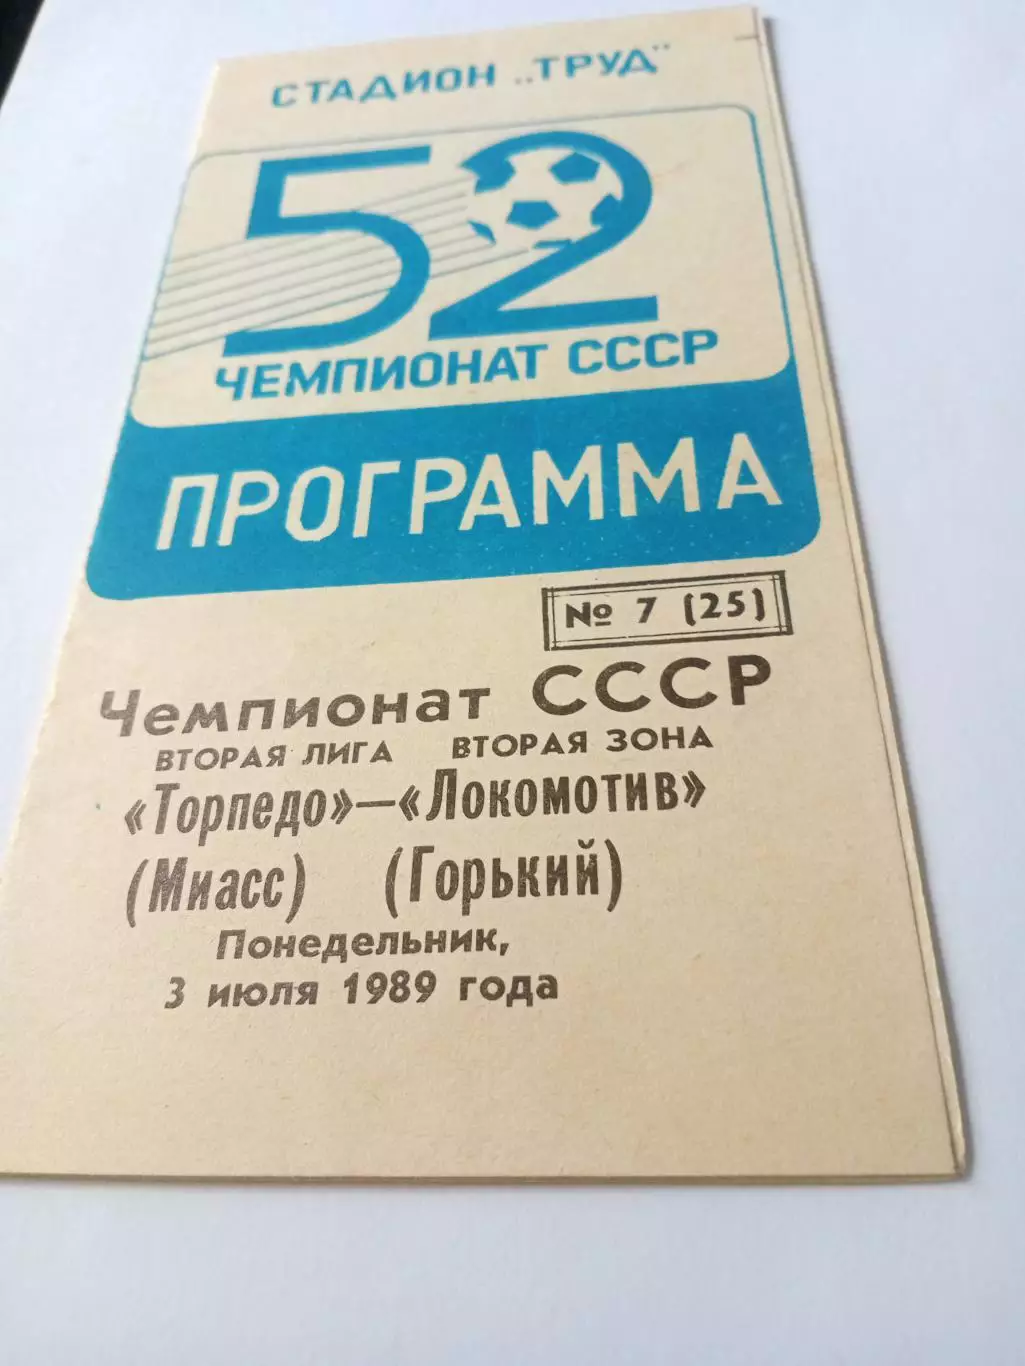 СТАДИОН „ТРУД"
52
ЧЕМПИОНАТ СССР
ПРОГРАММА
№ 7 (25)
Чемпионат СССР
ВТОРАЯ ЛИГА ВТОРАЯ ЗОНА
«Торпедо»—«Локомотив»
(Миасс) (Горький)
Понедельник,
3 июля 1989 года